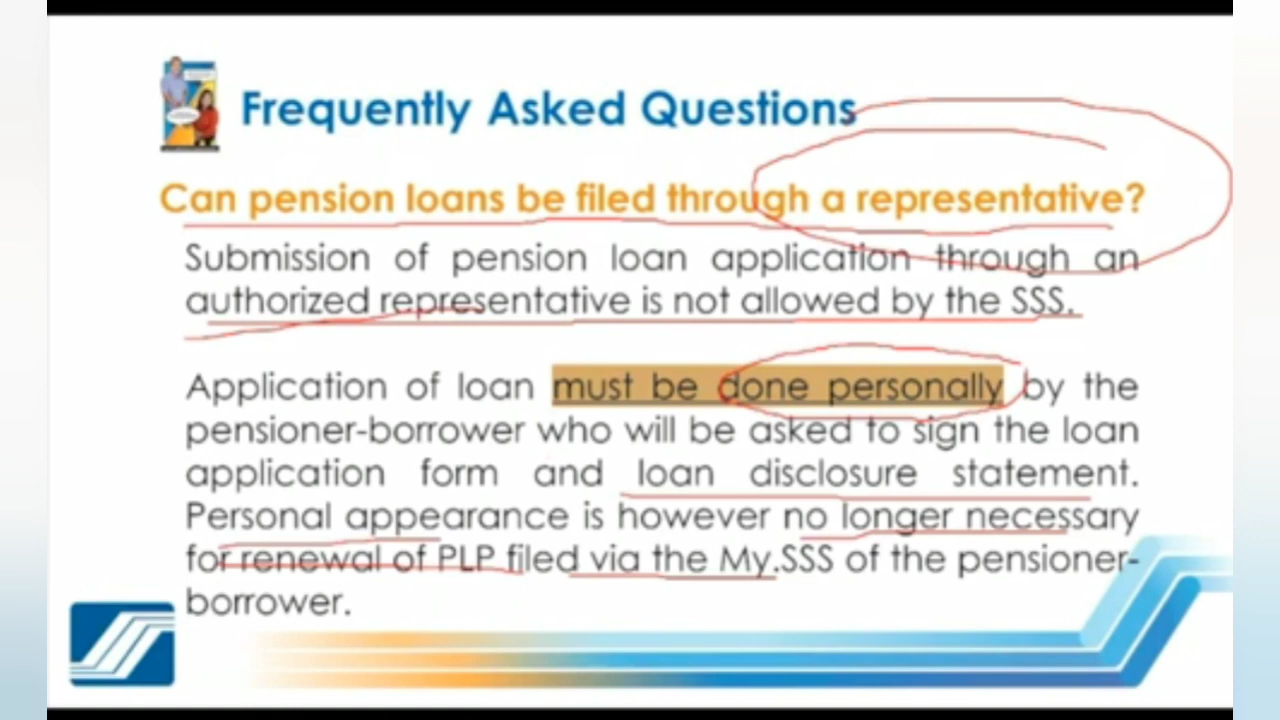 Frequently Asked Questions
Can pension loans be filed through a representative?
Submission of pension loan application through an
authorized representative is not allowed by the SSS.
Application of loan must be done personally by the
pensioner-borrower who will be asked to sign the loan
application form and loan disclosure statement.
Personal appearance is however no longer necessary
for renewal of PLP filed via the My.SSS of the pensioner-
borrower.